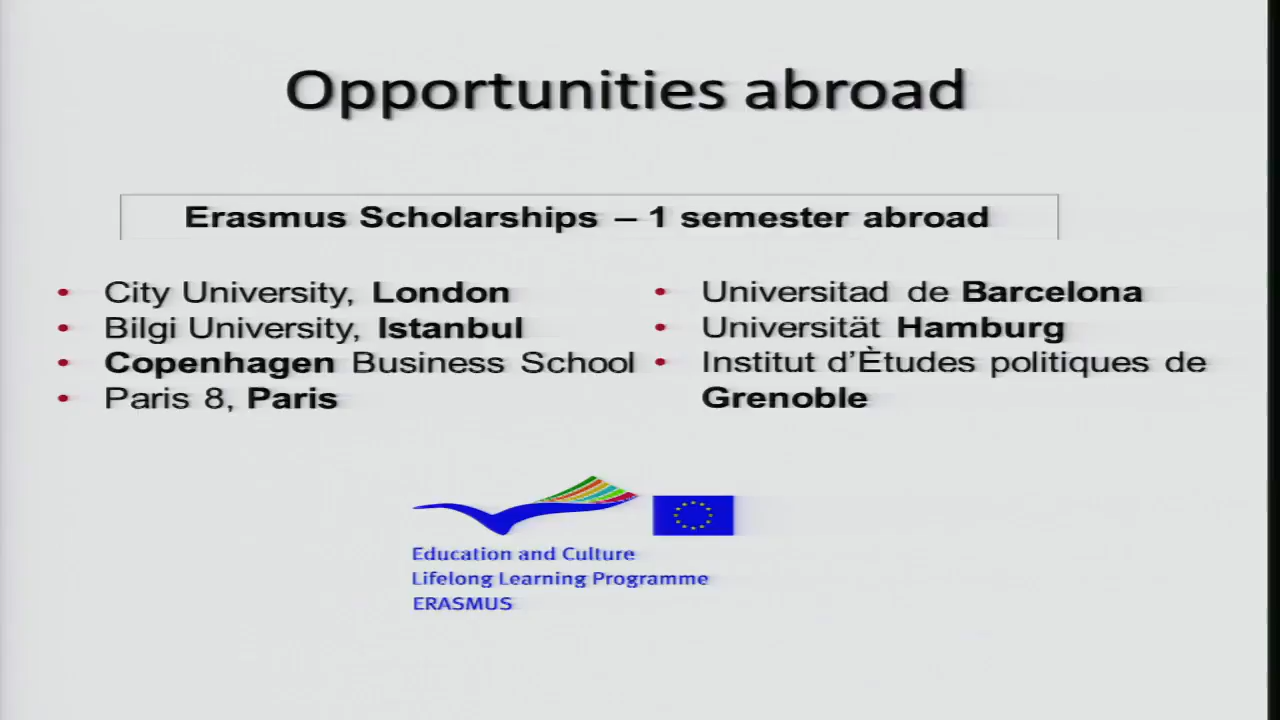 Opportunities abroad
Erasmus Scholarships – 1 semester abroad
• City University, London
• Bilgi University, Istanbul
• Copenhagen Business School
• Paris 8, Paris
• Universitad de Barcelona
• Universität Hamburg
• Institut d’Ètudes politiques de
Grenoble
Education and Culture
Lifelong Learning Programme
ERASMUS